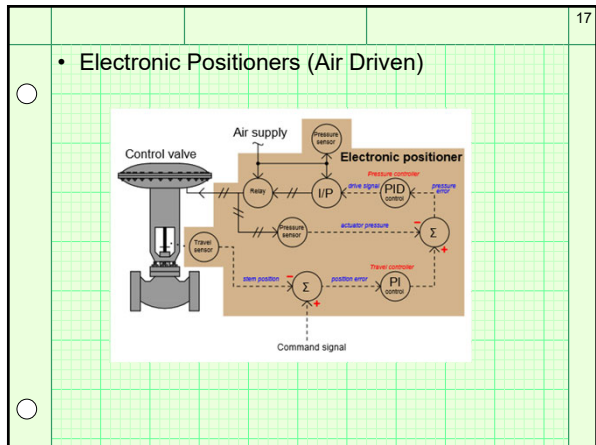 17
• Electronic Positioners (Air Driven)
Air supply
Pressure
sensor
Control valve
Electronic positioner
Pressure controller
Relay
I/P
drive signal
PID
control
pressure
error
Pressure
sensor
actuator pressure
−
Σ
+
Travel
sensor
Travel controller
stem position
−
Σ
+
position error
PI
control
Command signal